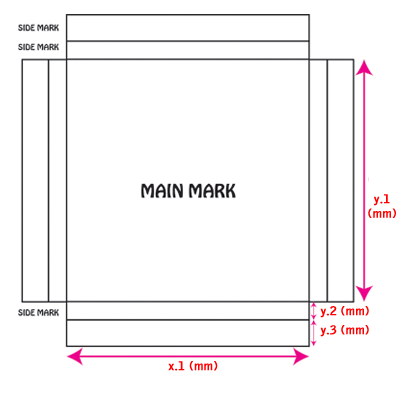 SIDE MARK
SIDE MARK
MAIN MARK
y.1
(mm)
SIDE MARK
y.2 (mm)
y.3 (mm)
x.1 (mm)